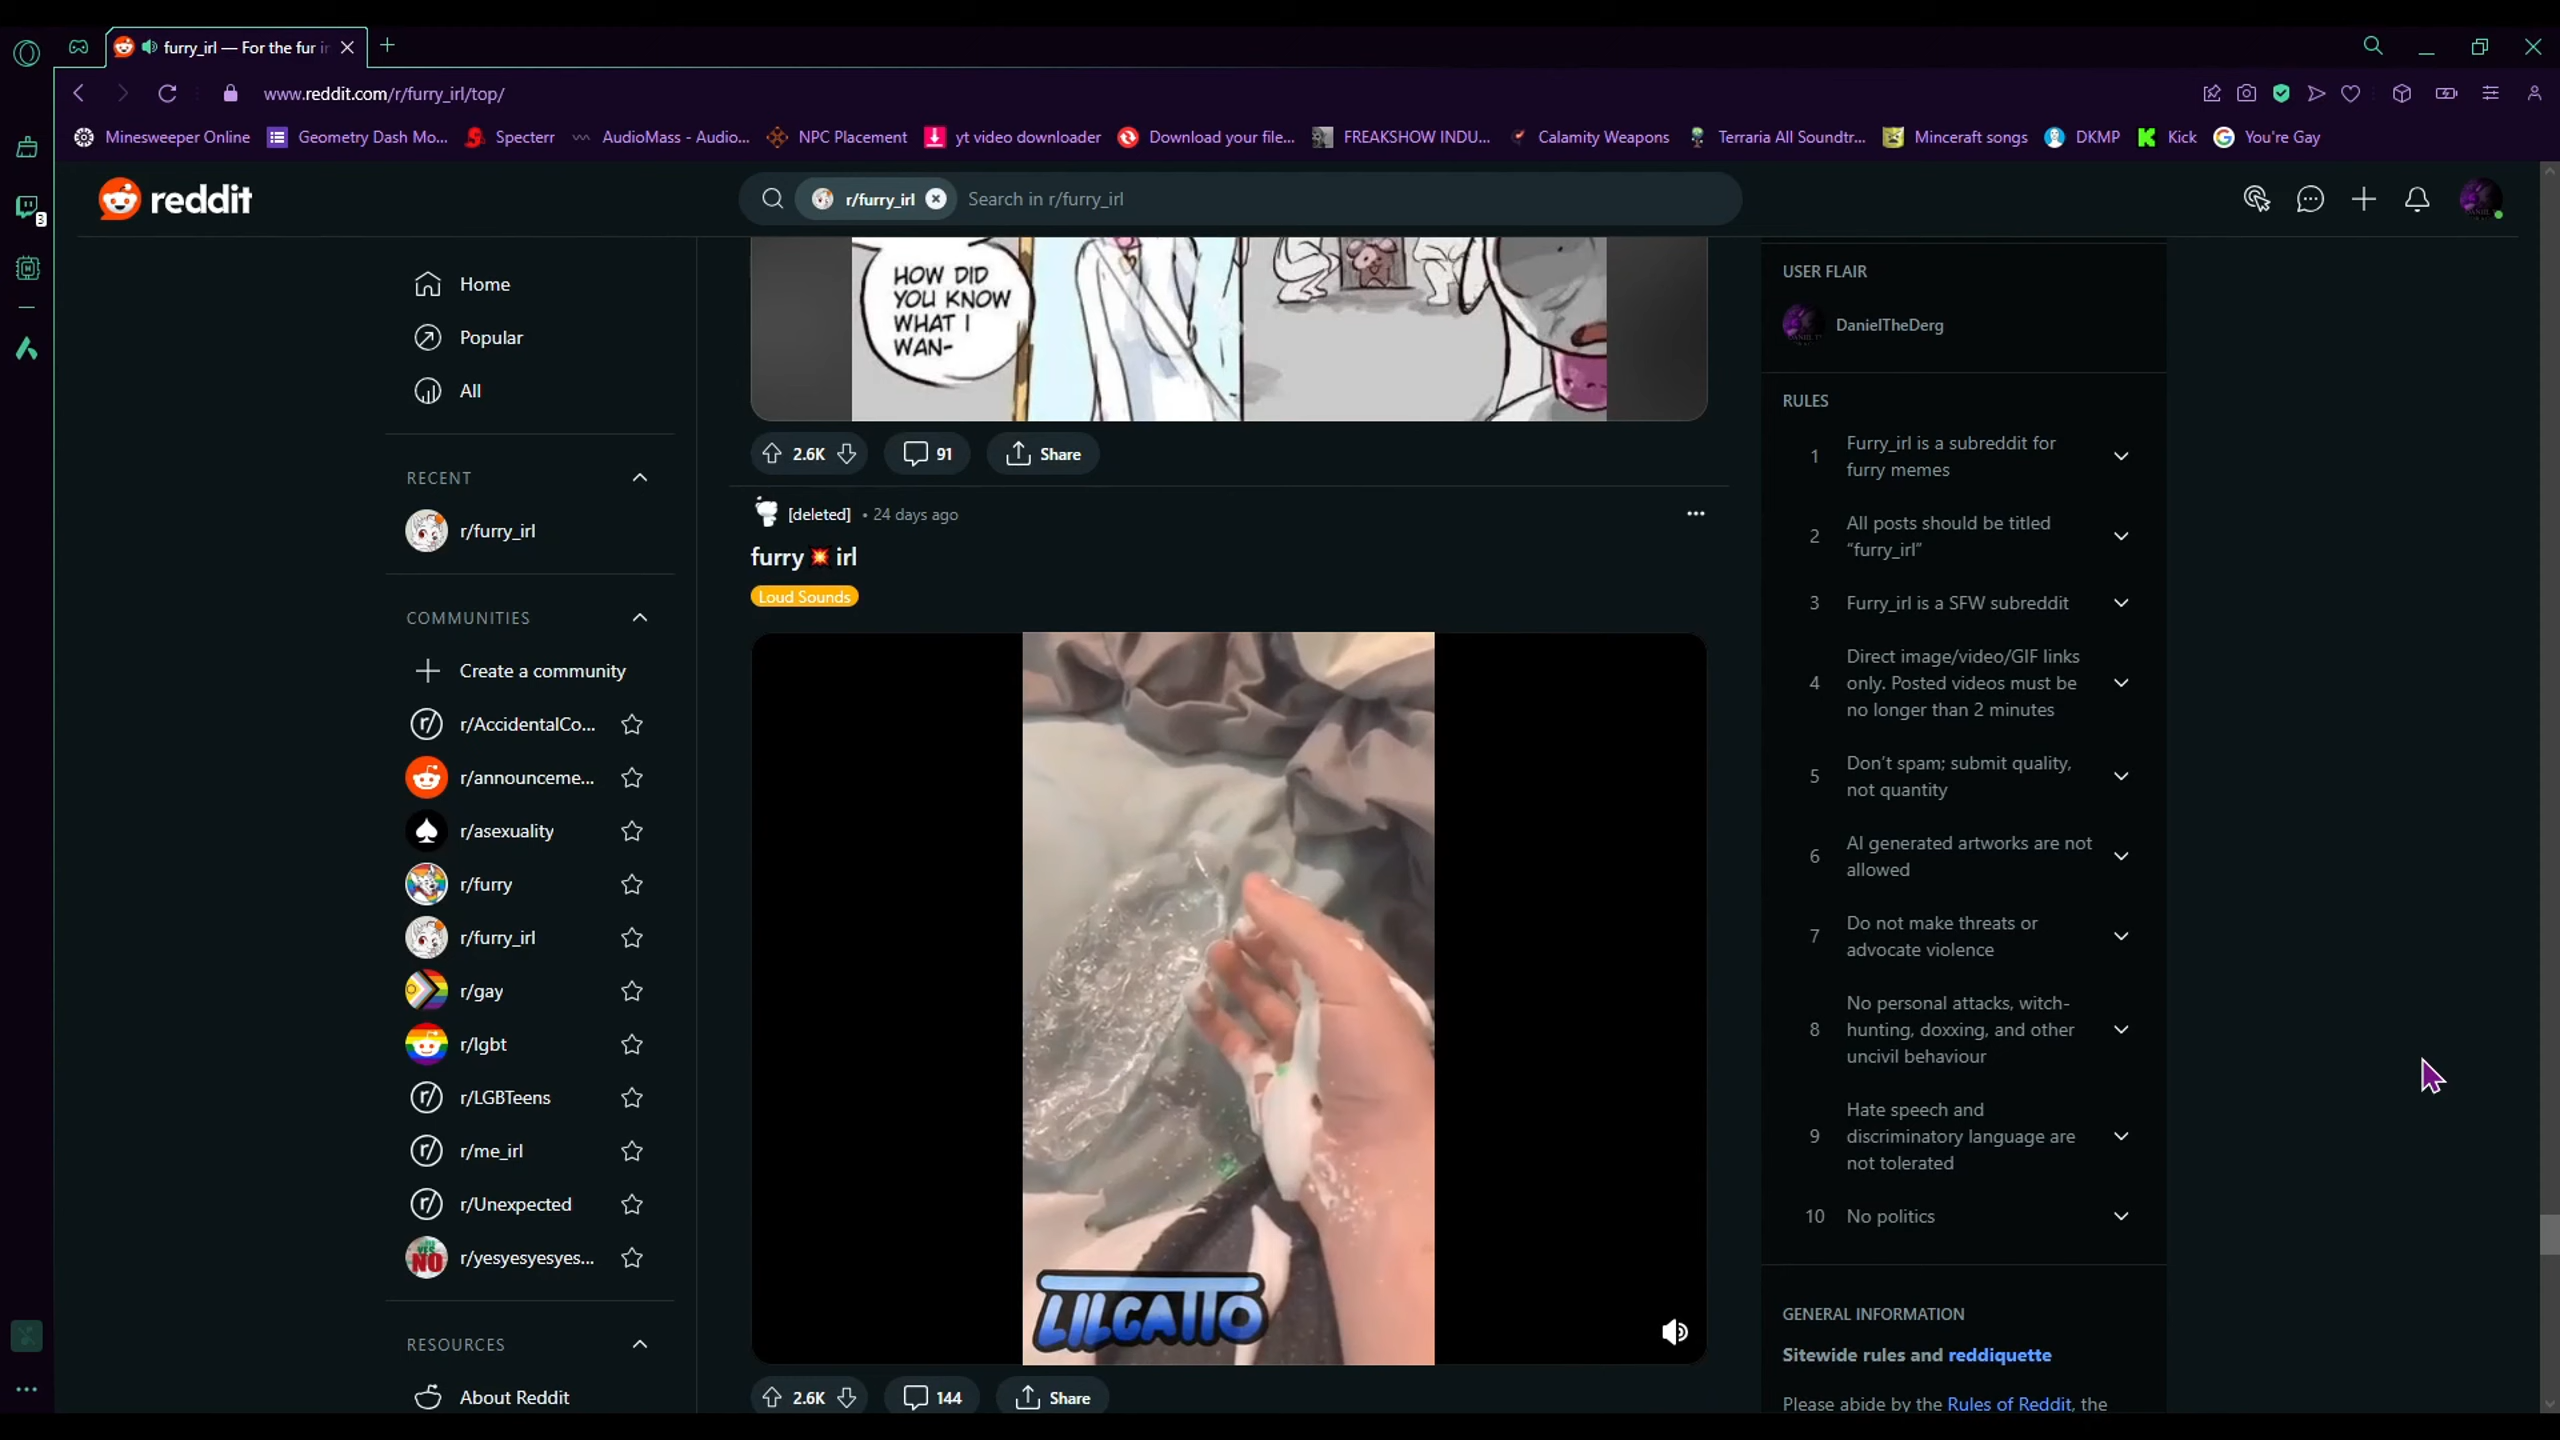 furry_irl — For the fur i
www.reddit.com/r/furry_irl/top/
Minesweeper Online
Geometry Dash Mo...
Specterr
AudioMass - Audio...
NPC Placement
yt video downloader
Download your file...
FREAKSHOW INDU...
Calamity Weapons
Terraria All Soundtr...
Minceraft songs
DKMP
Kick
You're Gay
3
reddit
r/furry_irl
Search in r/furry_irl
Home
Popular
All
RECENT
r/furry_irl
COMMUNITIES
Create a community
r/AccidentalCo...
r/announceme...
r/asexuality
r/furry
r/furry_irl
r/gay
r/lgbt
r/LGBTeens
r/me_irl
r/Unexpected
r/yesyesyesyes...
RESOURCES
About Reddit
HOW DID
YOU KNOW
WHAT I
WAN-
2.6K
91
Share
[deleted] • 24 days ago
furry 💥 irl
Loud Sounds
LILCATTO
2.6K
144
Share
USER FLAIR
DanielTheDerg
RULES
1 Furry_irl is a subreddit for
furry memes
2 All posts should be titled
“furry_irl”
3 Furry_irl is a SFW subreddit
4 Direct image/video/GIF links
only. Posted videos must be
no longer than 2 minutes
5 Don’t spam; submit quality,
not quantity
6 AI generated artworks are not
allowed
7 Do not make threats or
advocate violence
8 No personal attacks, witch-
hunting, doxxing, and other
uncivil behaviour
9 Hate speech and
discriminatory language are
not tolerated
10 No politics
GENERAL INFORMATION
Sitewide rules and reddiquette
Please abide by the Rules of Reddit, the